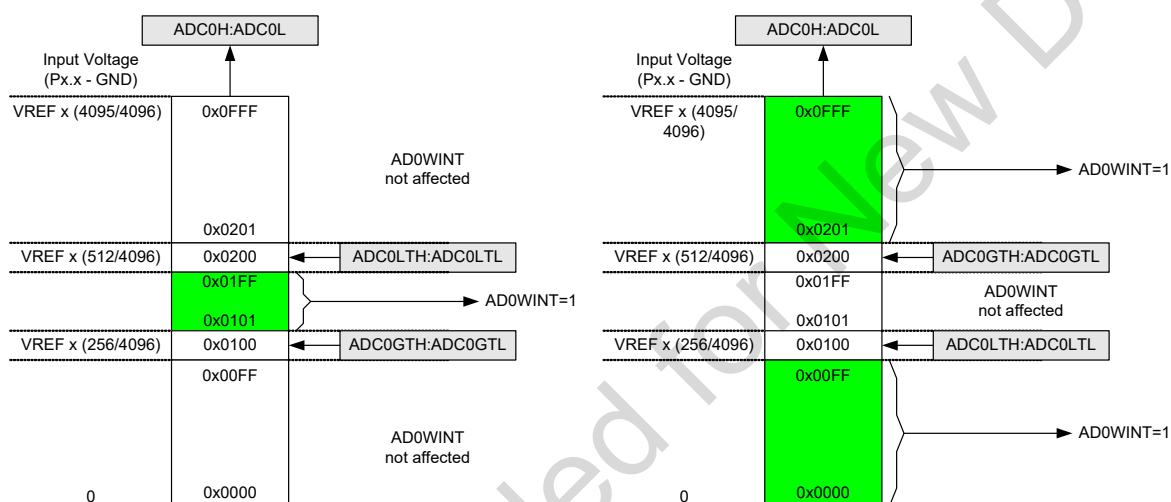 ADC0H:ADC0L
Input Voltage
(Px.x - GND)
VREF x (4095/4096)
0x0FFF
AD0WINT
not affected
0x0201
VREF x (512/4096)
0x0200
ADC0LTH:ADC0LTL
0x01FF
AD0WINT=1
0x0101
VREF x (256/4096)
0x0100
ADC0GTH:ADC0GTL
0x00FF
AD0WINT
not affected
0
0x0000
ADC0H:ADC0L
Input Voltage
(Px.x - GND)
VREF x (4095/
4096)
0x0FFF
AD0WINT=1
0x0201
VREF x (512/4096)
0x0200
ADC0GTH:ADC0GTL
0x01FF
AD0WINT
not affected
0x0101
VREF x (256/4096)
0x0100
ADC0LTH:ADC0LTL
0x00FF
AD0WINT=1
0
0x0000
ded for New D